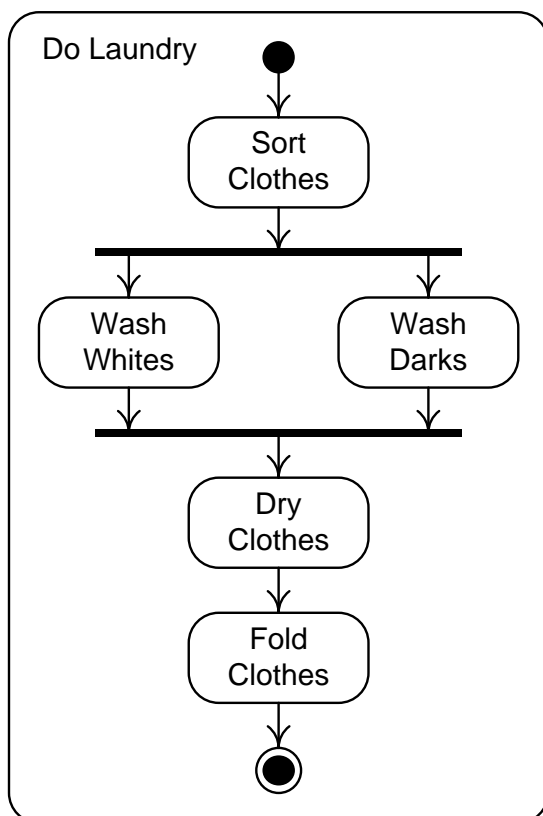 Do Laundry
Sort
Clothes
Wash
Whites
Wash
Darks
Dry
Clothes
Fold
Clothes